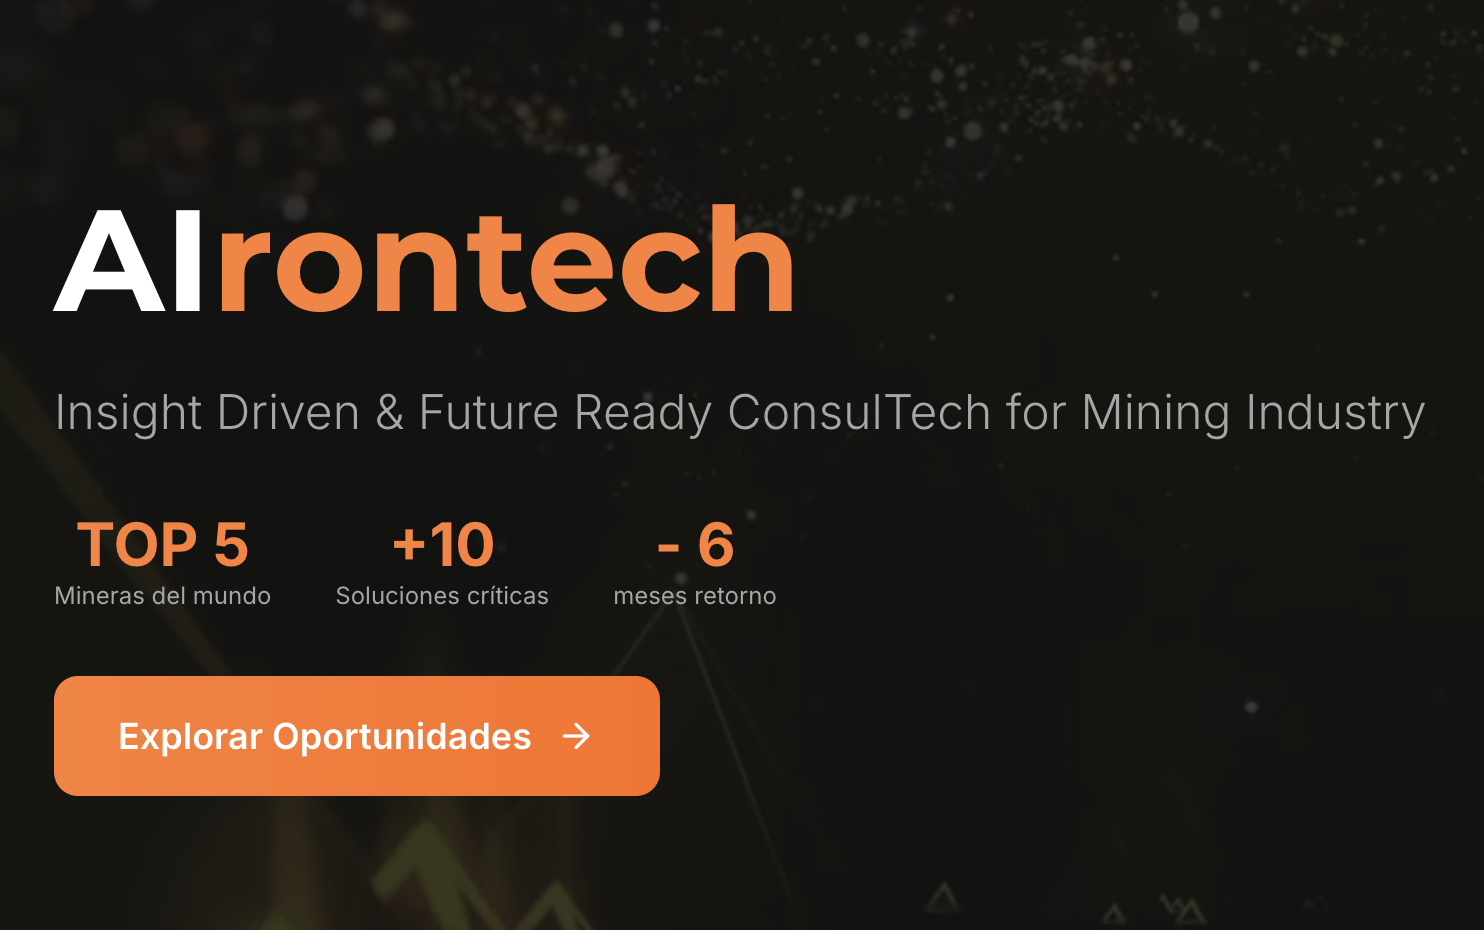 AIrontech
Insight Driven & Future Ready ConsulTech for Mining Industry
TOP 5 +10 - 6
Mineras del mundo Soluciones críticas meses retorno
Explorar Oportunidades →